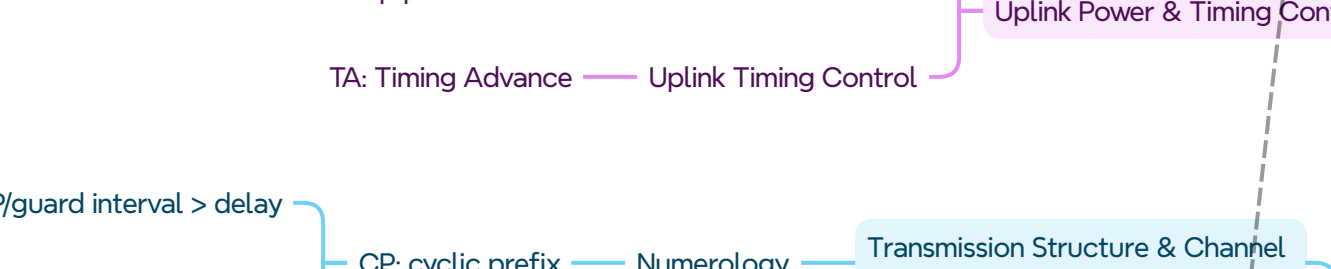 Uplink Power & Timing
TA: Timing Advance
Uplink Timing Control
/guard interval > delay
Transmission Structure & Channel
CP: cyclic prefix
Numerology